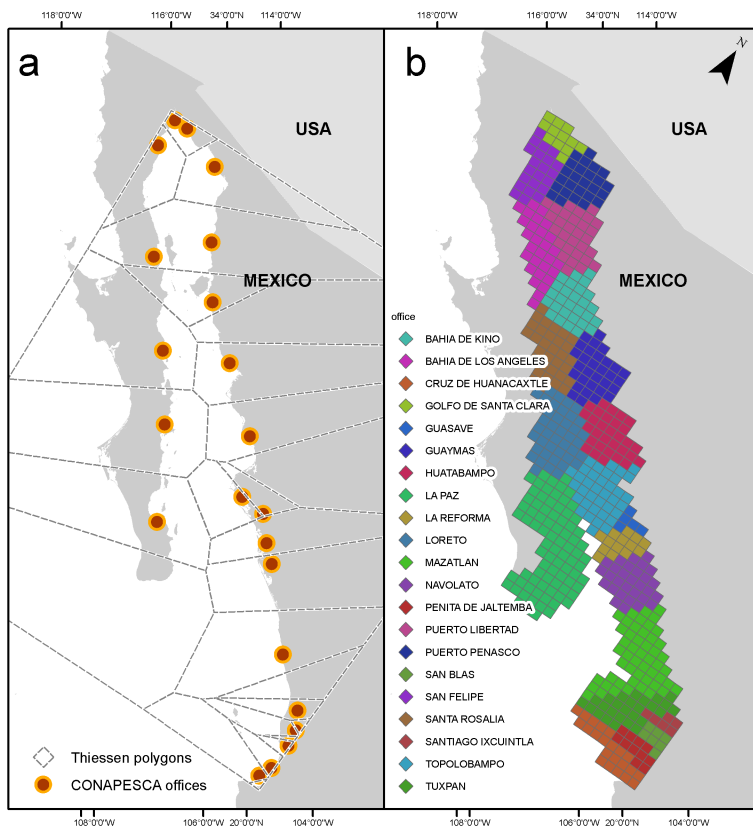 118°0'0"W 116°0'0"W 34°0'0"N 114°0'0"W
118°0'0"W 116°0'0"W 34°0'0"N 114°0'0"W
a
b
N
USA
USA
MEXICO
MEXICO
office
BAHIA DE KINO
BAHIA DE LOS ANGELES
CRUZ DE HUANACAXTLE
GOLFO DE SANTA CLARA
GUASAVE
GUAYMAS
HUATABAMPO
LA PAZ
LA REFORMA
LORETO
MAZATLAN
NAVOLATO
PENITA DE JALTEMBA
PUERTO LIBERTAD
PUERTO PENASCO
SAN BLAS
SAN FELIPE
SANTA ROSALIA
SANTIAGO IXCUINTLA
TOPOLOBAMPO
TUXPAN
Thiessen polygons
CONAPESCA offices
108°0'0"W 106°0'0"W 20°0'0"N 104°0'0"W
108°0'0"W 106°0'0"W 20°0'0"N 104°0'0"W